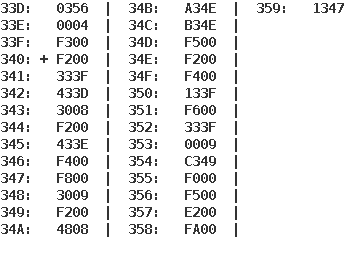 33D:   0356  |  34B:   A34E  |  359:   1347
33E:   0004  |  34C:   B34E  |
33F:   F300  |  34D:   F500  |
340: + F200  |  34E:   F200  |
341:   333F  |  34F:   F400  |
342:   433D  |  350:   133F  |
343:   3008  |  351:   F600  |
344:   F200  |  352:   333F  |
345:   433E  |  353:   0009  |
346:   F400  |  354:   C349  |
347:   F800  |  355:   F000  |
348:   3009  |  356:   F500  |
349:   F200  |  357:   E200  |
34A:   4808  |  358:   FA00  |